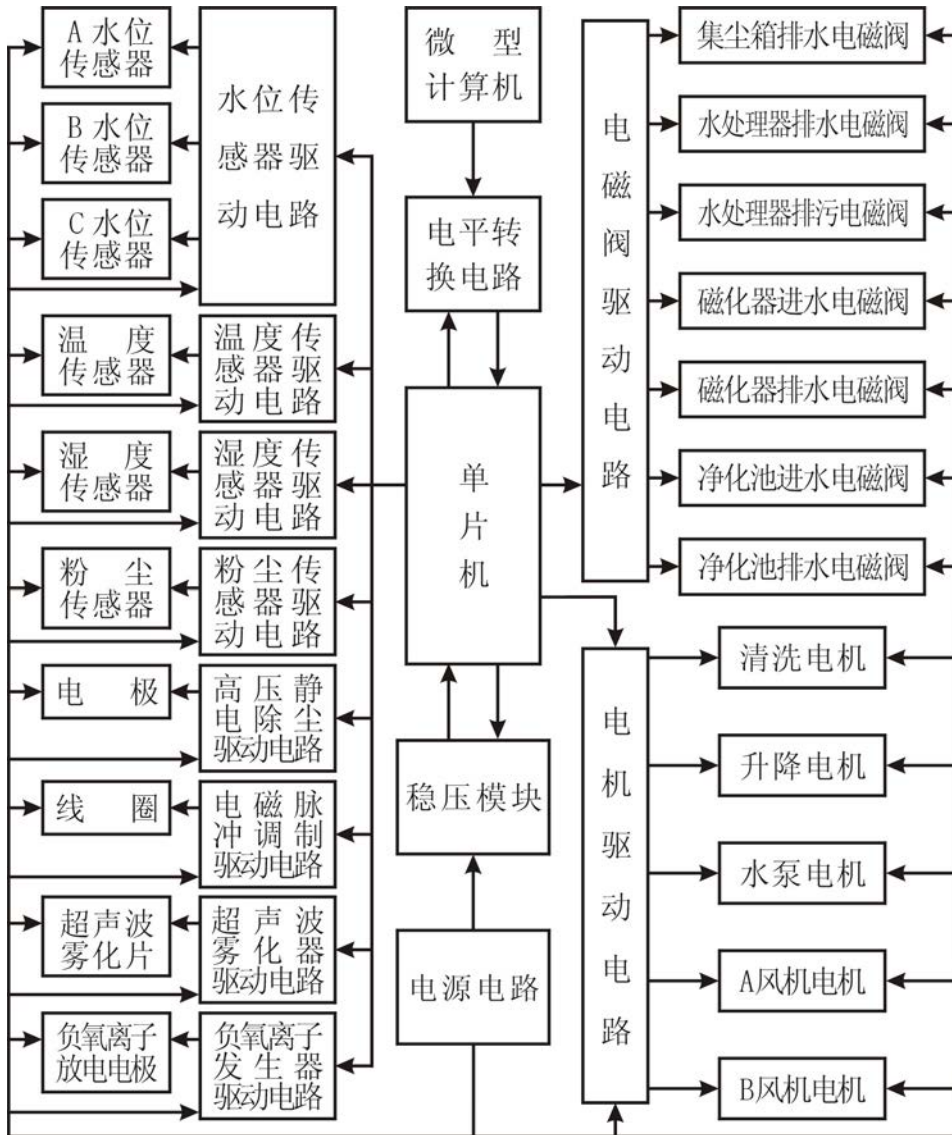 A水位
传感器
B水位
传感器
C水位
传感器
水位传
感器驱
动电路
温度
传感器
温度传
感器驱
动电路
湿度
传感器
湿度传
感器驱
动电路
粉尘
传感器
粉尘传
感器驱
动电路
电极
高压静
电除尘
驱动电路
线圈
电磁脉
冲调制
驱动电路
超声波
雾化片
超声波
雾化器
驱动电路
负氧离子
放电电极
负氧离子
发生器
驱动电路
微型
计算机
电平转
换电路
单片机
稳压模块
电源电路
电磁阀驱动电路
集尘箱排水电磁阀
水处理器排水电磁阀
水处理器排污电磁阀
磁化器进水电磁阀
磁化器排水电磁阀
净化池进水电磁阀
净化池排水电磁阀
电机驱动电路
清洗电机
升降电机
水泵电机
A风机电机
B风机电机